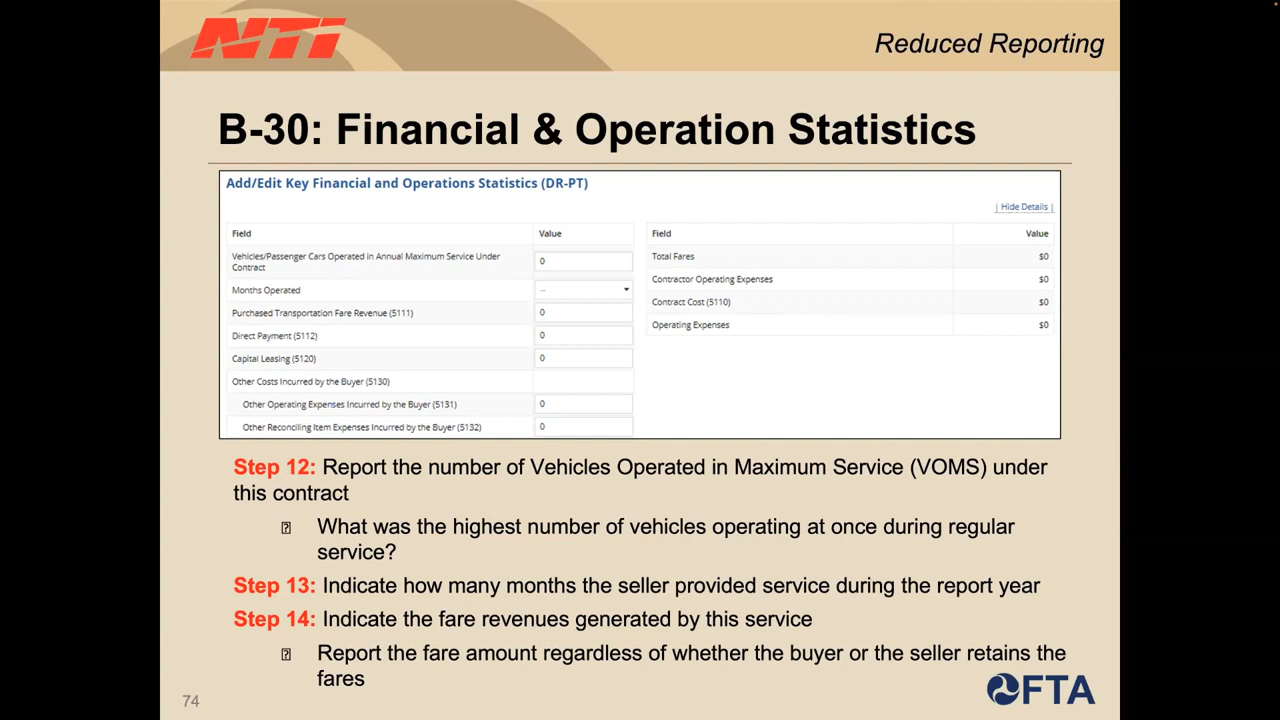 NTI
Reduced Reporting
B-30: Financial & Operation Statistics
Add/Edit Key Financial and Operations Statistics (DR-PT)
| Hide Details |
Field Value
Vehicles/Passenger Cars Operated in Annual Maximum Service Under
Contract
0
Months Operated --
Purchased Transportation Fare Revenue (5111) 0
Direct Payment (5112) 0
Capital Leasing (5120) 0
Other Costs Incurred by the Buyer (5130)
Other Operating Expenses Incurred by the Buyer (5131) 0
Other Reconciling Item Expenses Incurred by the Buyer (5132) 0
Field Value
Total Fares $0
Contractor Operating Expenses $0
Contract Cost (5110) $0
Operating Expenses $0
Step 12: Report the number of Vehicles Operated in Maximum Service (VOMS) under
this contract
What was the highest number of vehicles operating at once during regular
service?
Step 13: Indicate how many months the seller provided service during the report year
Step 14: Indicate the fare revenues generated by this service
Report the fare amount regardless of whether the buyer or the seller retains the
fares
74
FTA